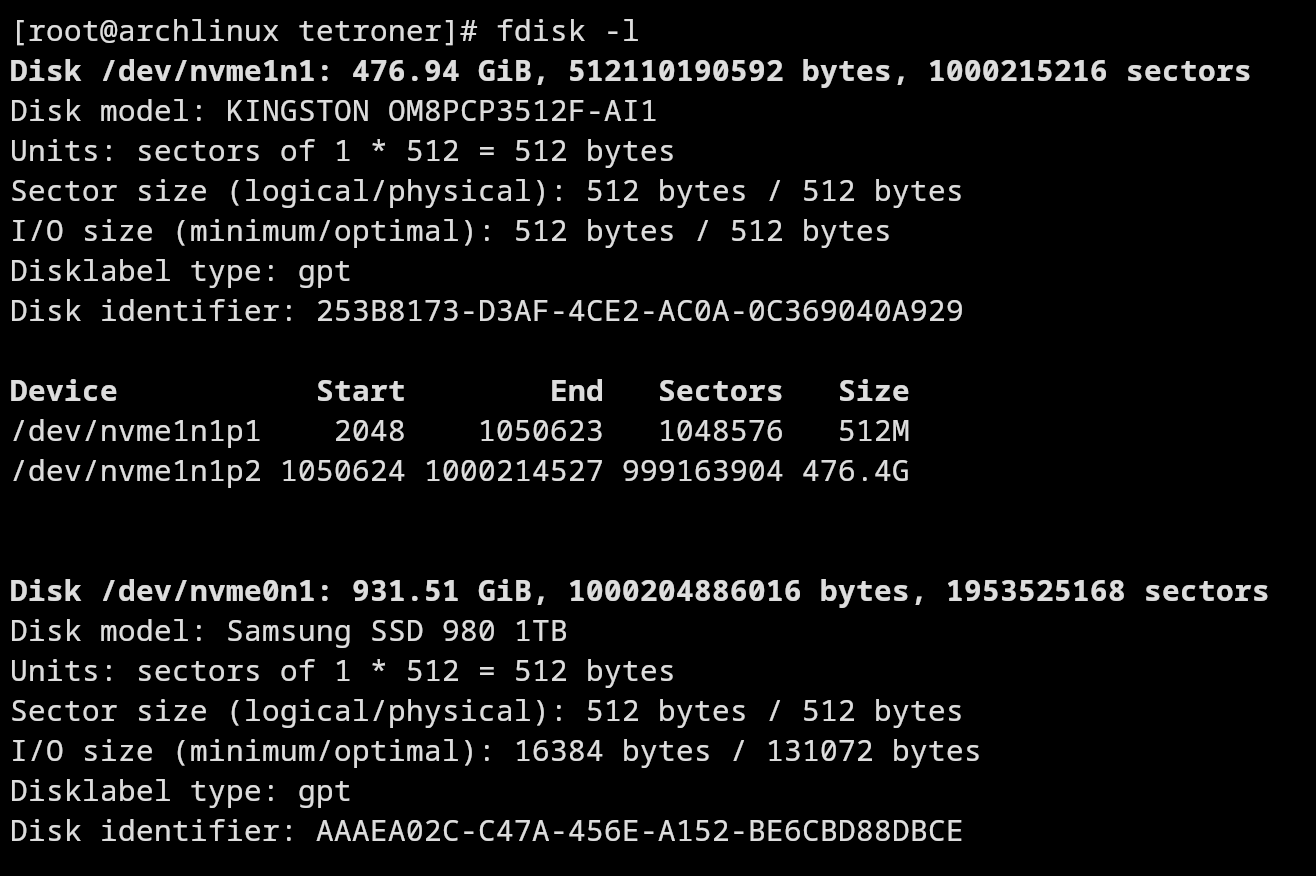 [root@archlinux tetroner]# fdisk -l
Disk /dev/nvme1n1: 476.94 GiB, 512110190592 bytes, 1000215216 sectors
Disk model: KINGSTON OM8PCP3512F-AI1
Units: sectors of 1 * 512 = 512 bytes
Sector size (logical/physical): 512 bytes / 512 bytes
I/O size (minimum/optimal): 512 bytes / 512 bytes
Disklabel type: gpt
Disk identifier: 253B8173-D3AF-4CE2-AC0A-0C369040A929
Device Start End Sectors Size
/dev/nvme1n1p1 2048 1050623 1048576 512M
/dev/nvme1n1p2 1050624 1000214527 999163904 476.4G
Disk /dev/nvme0n1: 931.51 GiB, 1000204886016 bytes, 1953525168 sectors
Disk model: Samsung SSD 980 1TB
Units: sectors of 1 * 512 = 512 bytes
Sector size (logical/physical): 512 bytes / 512 bytes
I/O size (minimum/optimal): 16384 bytes / 131072 bytes
Disklabel type: gpt
Disk identifier: AAAEA02C-C47A-456E-A152-BE6CBD88DBCE